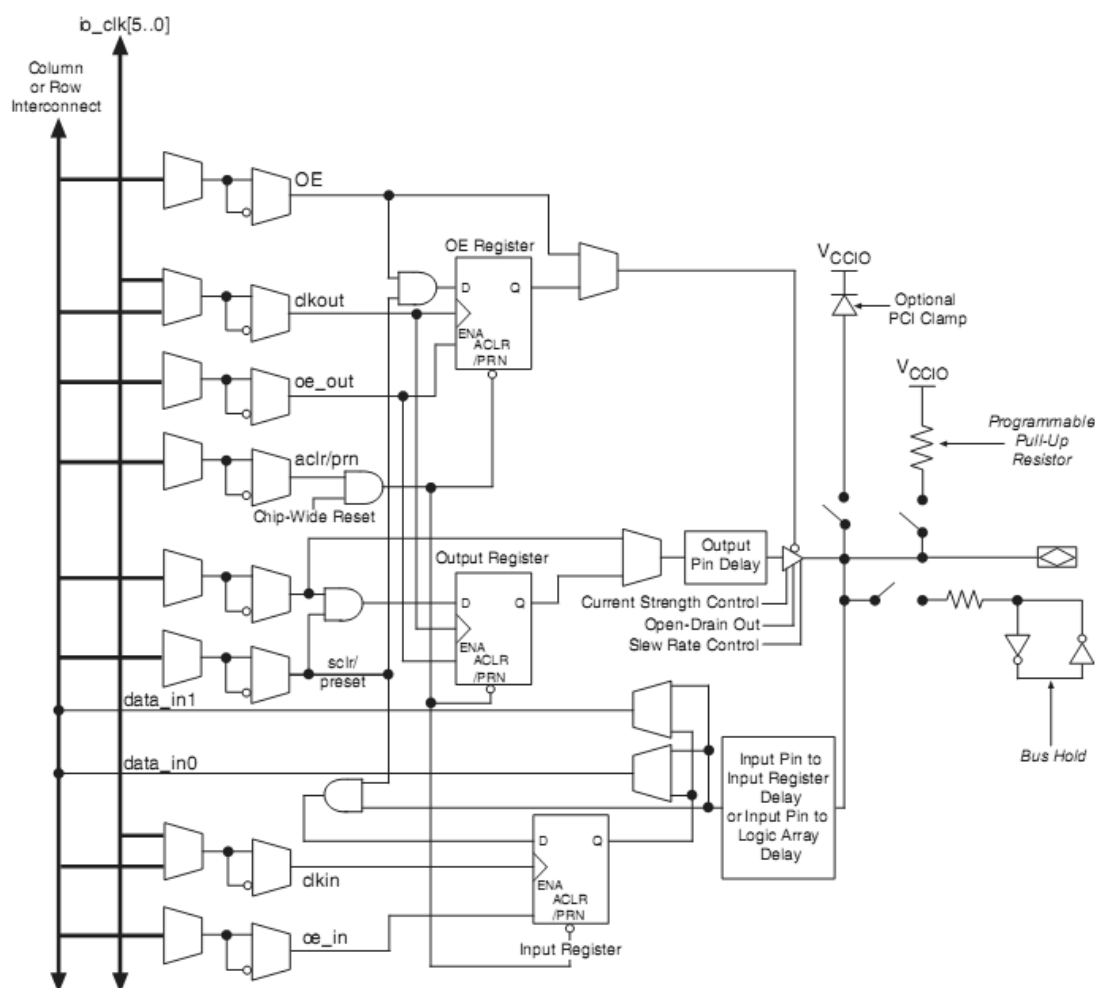 io_clk[5..0]
Column
or Row
Interconnect
OE
OE Register
VCCIO
D
Q
clkout
Optional
PCI Clamp
ENA
ACLR
/PRN
VCCIO
oe_out
Programmable
Pull-Up
Resistor
aclr/prn
Chip-Wide Reset
Output Register
Output
Pin Delay
D
Q
Current Strength Control
Open-Drain Out
Slew Rate Control
ENA
ACLR
/PRN
sclr/
preset
data_in1
Bus Hold
data_in0
Input Pin to
Input Register
Delay
or Input Pin to
Logic Array
Delay
D
Q
clkin
ENA
ACLR
/PRN
ce_in
Input Register